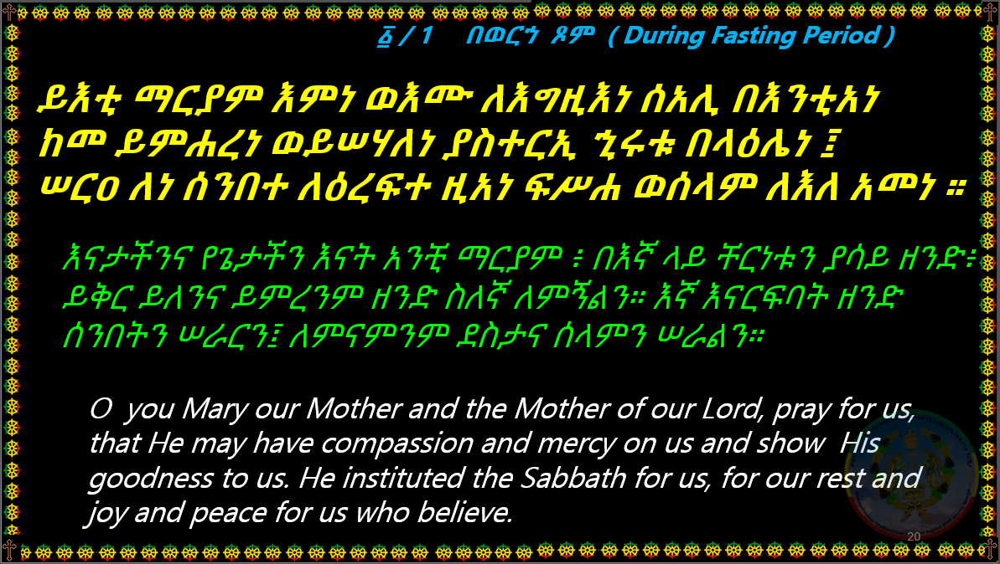 ፩ / 1 በወርኀ ጾም ( During Fasting Period )
ይእቲ ማርያም እምነ ወእሙ ለእግዚእነ ሰአሊ በእንቲአነ
ከመ ይምሐረነ ወይሠሃለነ ያስተርኢ ኂሩቱ በላዕሌነ ፤
ሠርዐ ለነ ሰንበተ ለዕረፍተ ዚአነ ፍሥሐ ወሰላም ለእለ አመነ ።
እናታችንና የጌታችን እናት አንቺ ማርያም ፡ በእኛ ላይ ቸርነቱን ያሳይ ዘንድ፥
ይቅር ይለንና ይምረንም ዘንድ ስለኛ ለምኝልን። እኛ እናርፍባት ዘንድ
ሰንበትን ሠራርን፤ ለምናምንም ደስታና ሰላምን ሠራልን።
O you Mary our Mother and the Mother of our Lord, pray for us,
that He may have compassion and mercy on us and show His
goodness to us. He instituted the Sabbath for us, for our rest and
joy and peace for us who believe.
20